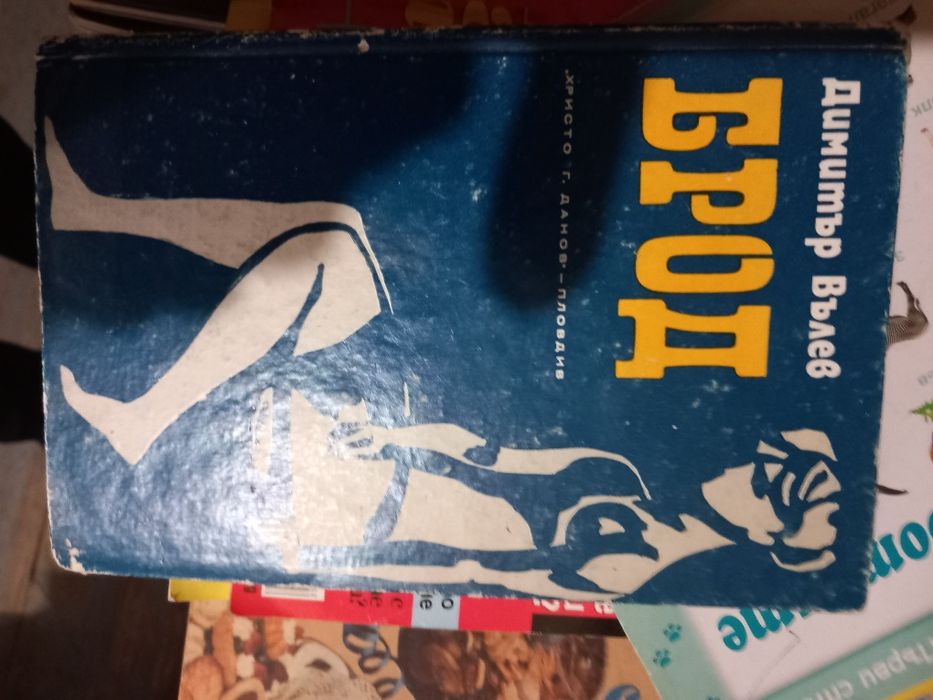 Димитър Вълев
БРОД
„ХРИСТО Г. ДАНОВ“ – ПЛОВДИВ